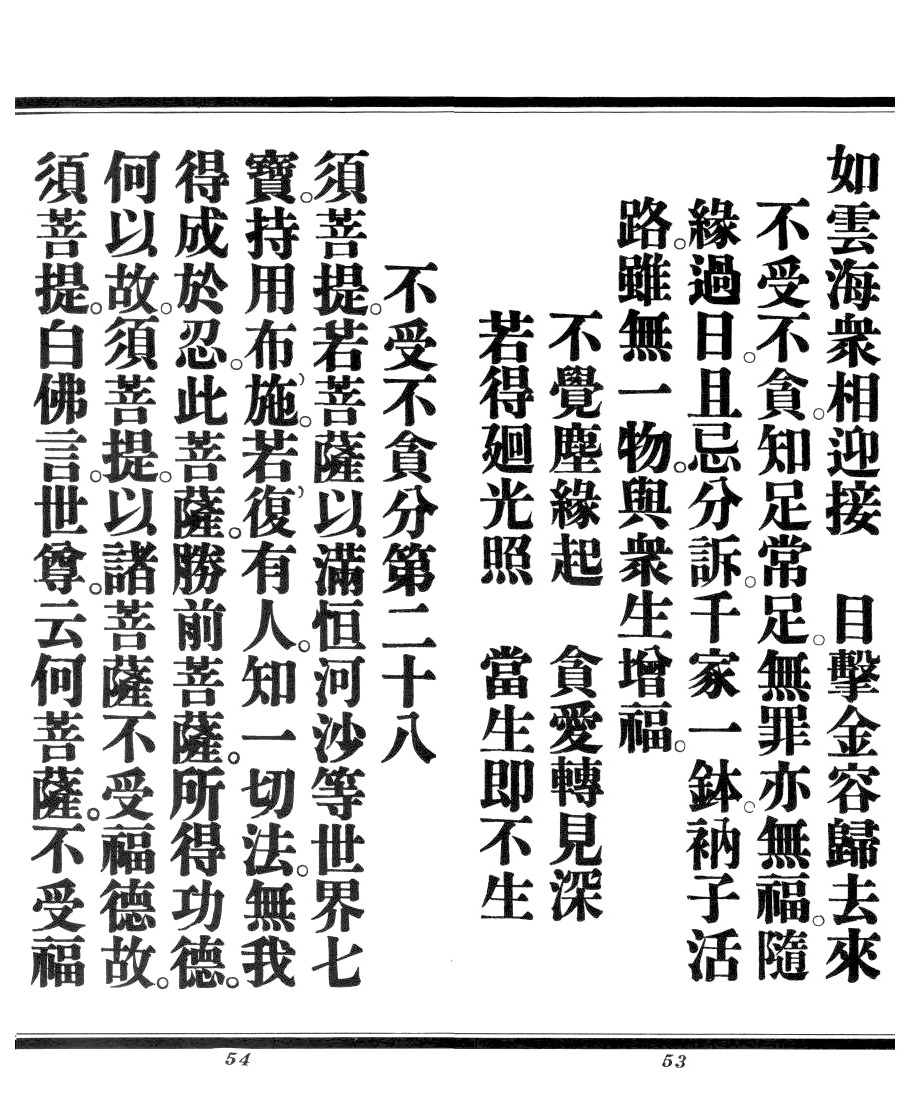 如雲海衆相迎接　目擊金容歸去來
不受不貪。知足常足。無罪亦無福。隨
緣過日。且忌分訴。千家一鉢。衲子活
路。雖無一物。與衆生增福。
不覺塵緣起　貪愛轉見深
若得廻光照　當生即不生
53
不受不貪分第二十八
須菩提。若菩薩以滿恒河沙等世界七
寶。持用布施。若復有人。知一切法。無我
得成於忍。此菩薩。勝前菩薩。所得功德。
何以故。須菩提。以諸菩薩不受福德故。
須菩提。白佛言。世尊。云何菩薩。不受福
54